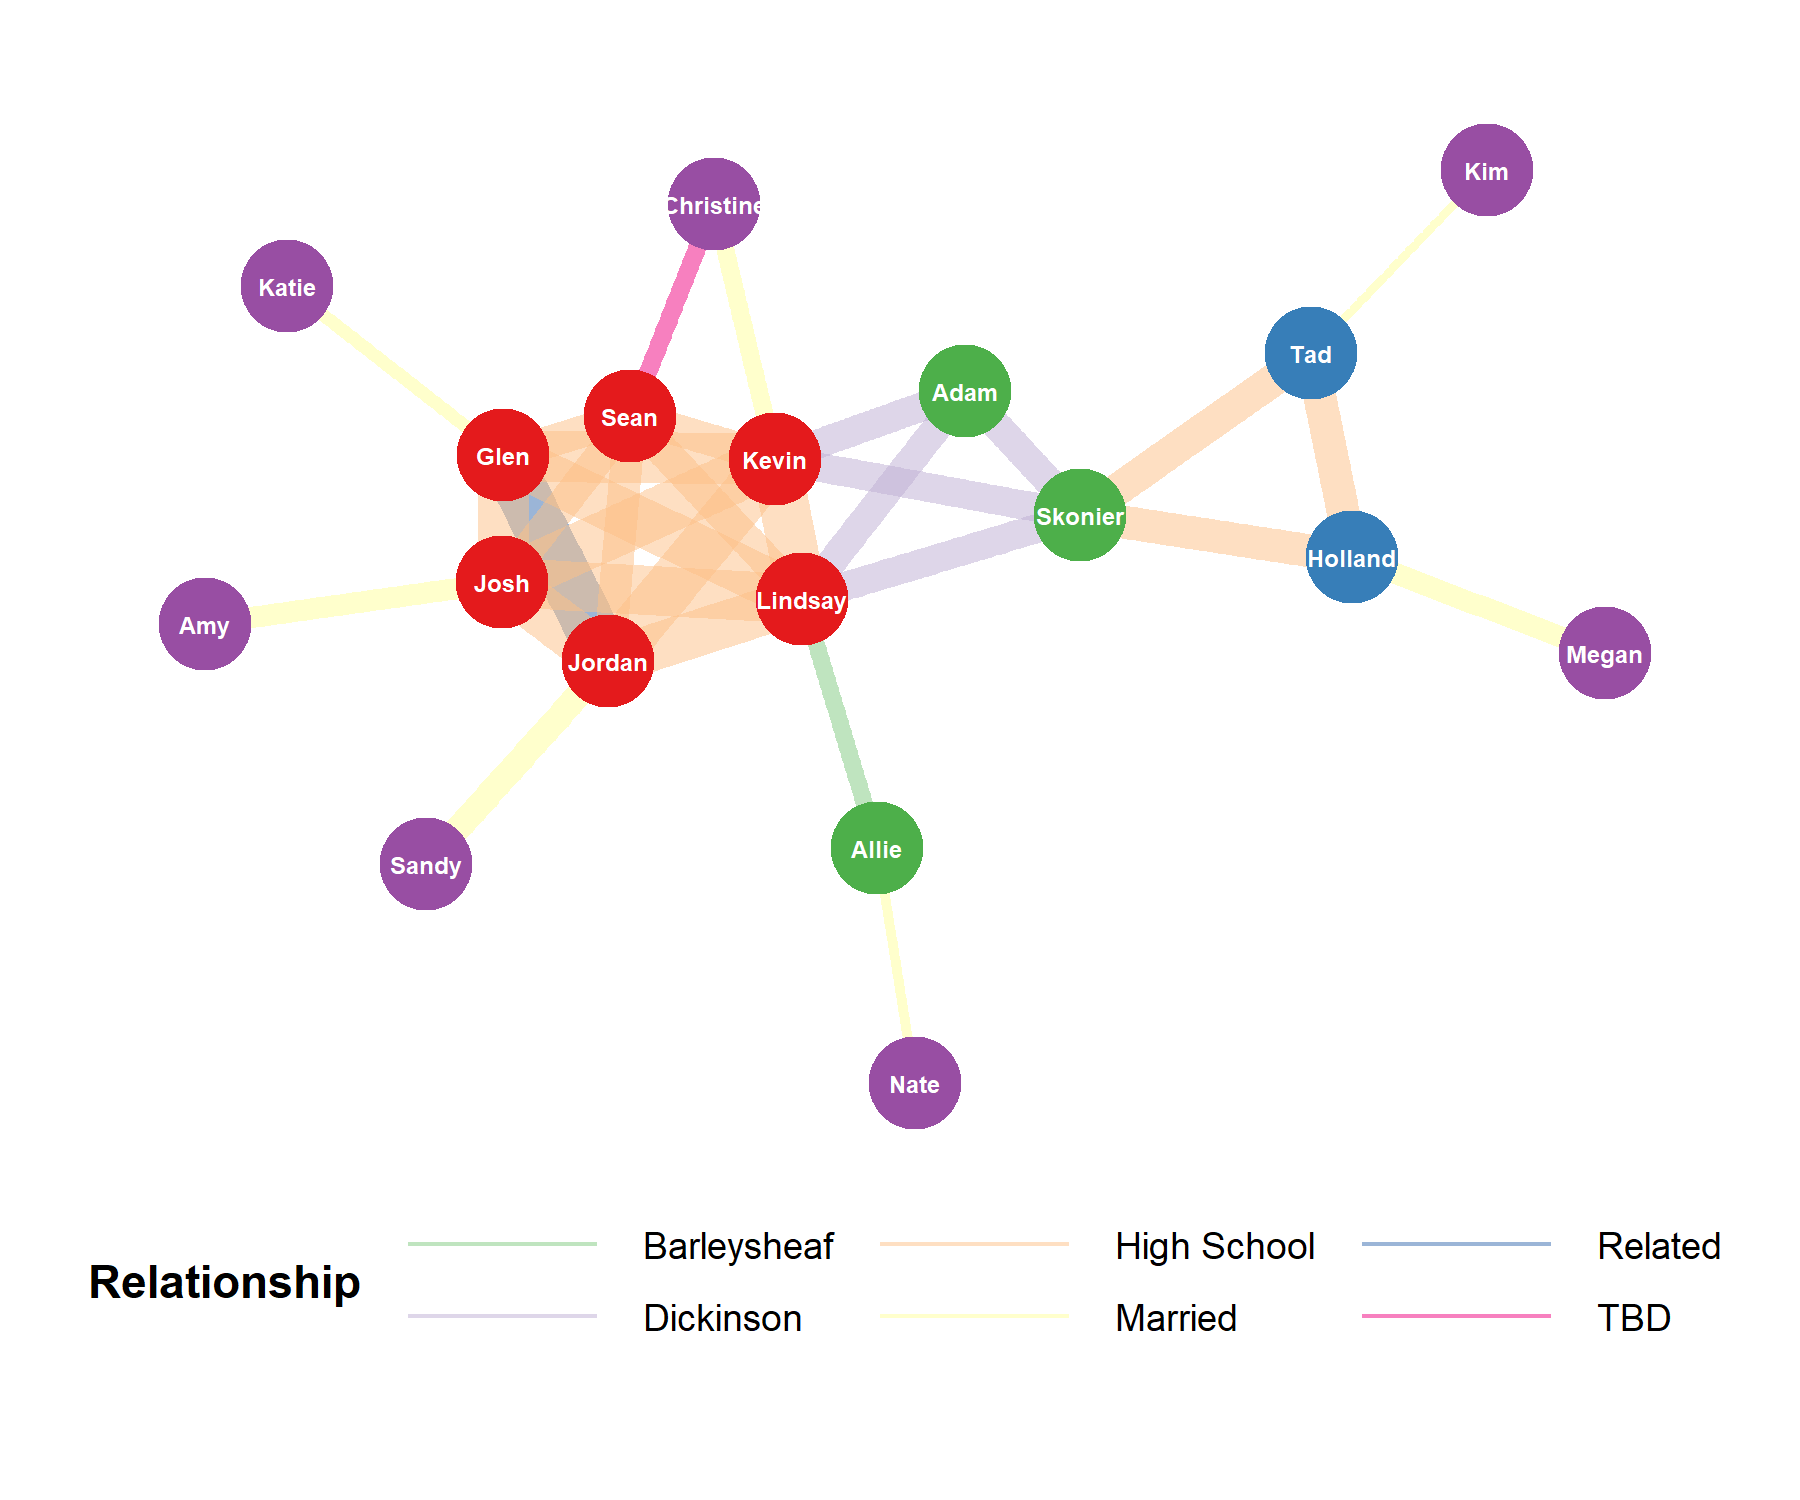 Kim
Christine
Katie
Tad
Adam
Sean
Glen
Kevin
Skonier
Holland
Josh
Lindsay
Amy
Megan
Jordan
Allie
Sandy
Nate
Relationship
Barleysheaf
High School
Related
Dickinson
Married
TBD